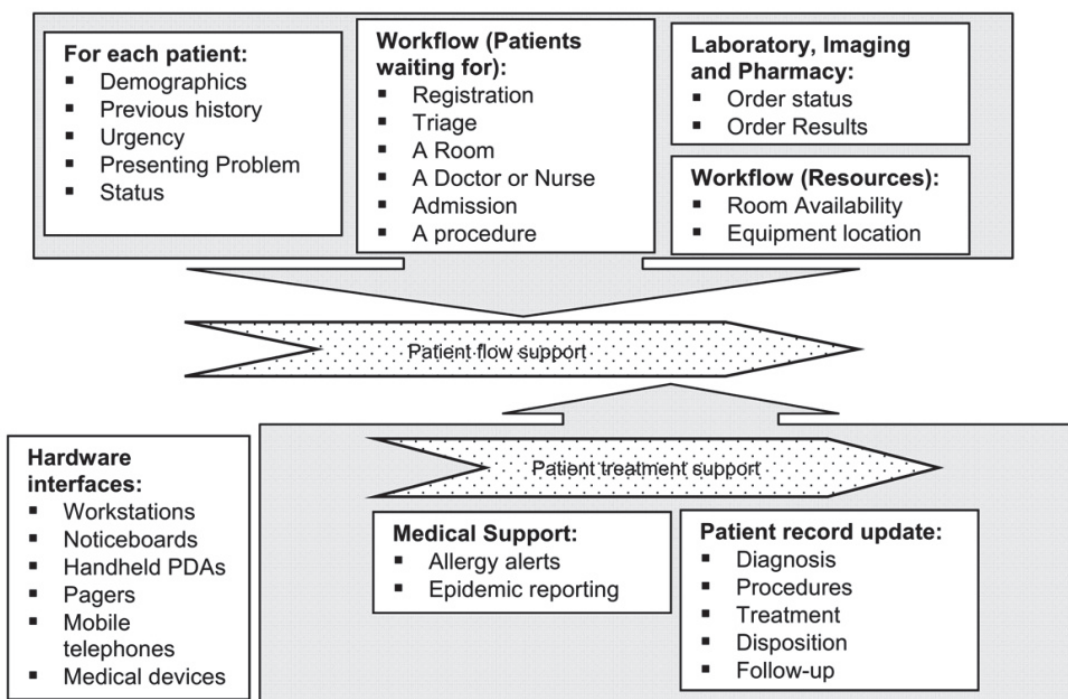 For each patient:
▪ Demographics
▪ Previous history
▪ Urgency
▪ Presenting Problem
▪ Status
Workflow (Patients
waiting for):
▪ Registration
▪ Triage
▪ A Room
▪ A Doctor or Nurse
▪ Admission
▪ A procedure
Laboratory, Imaging
and Pharmacy:
▪ Order status
▪ Order Results
Workflow (Resources):
▪ Room Availability
▪ Equipment location
Patient flow support
Patient treatment support
Hardware
interfaces:
▪ Workstations
▪ Noticeboards
▪ Handheld PDAs
▪ Pagers
▪ Mobile
telephones
▪ Medical devices
Medical Support:
▪ Allergy alerts
▪ Epidemic reporting
Patient record update:
▪ Diagnosis
▪ Procedures
▪ Treatment
▪ Disposition
▪ Follow-up